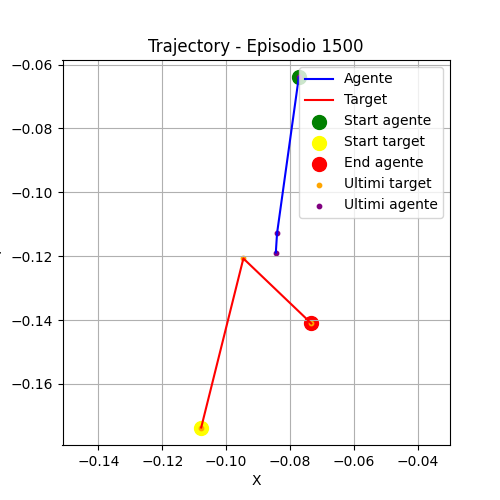 Trajectory - Episodio 1500
Agente
Target
Start agente
Start target
End agente
Ultimi target
Ultimi agente
−0.06
−0.08
−0.10
−0.12
−0.14
−0.16
−0.14
−0.12
−0.10
−0.08
−0.06
−0.04
X